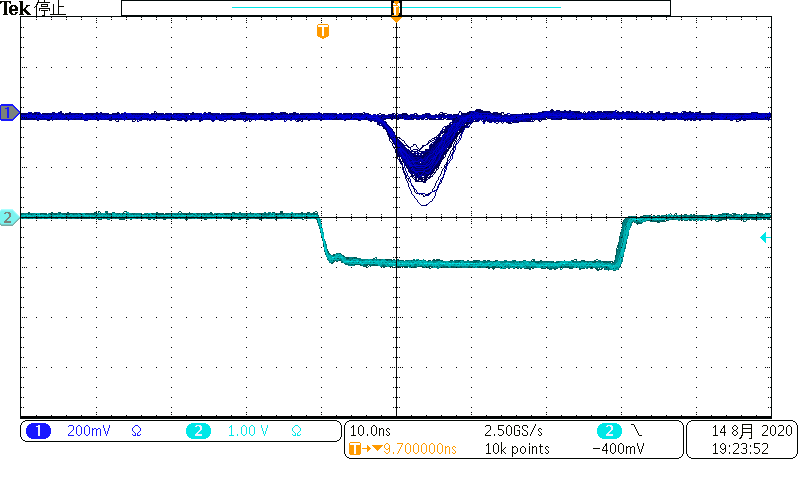 Tek 停止
T
T
1
2
1 200mV Ω 2 1.00 V Ω
10.0ns 2.50GS/s 2
T→▼9.700000ns 10k points −400mV
14 8月 2020
19:23:52